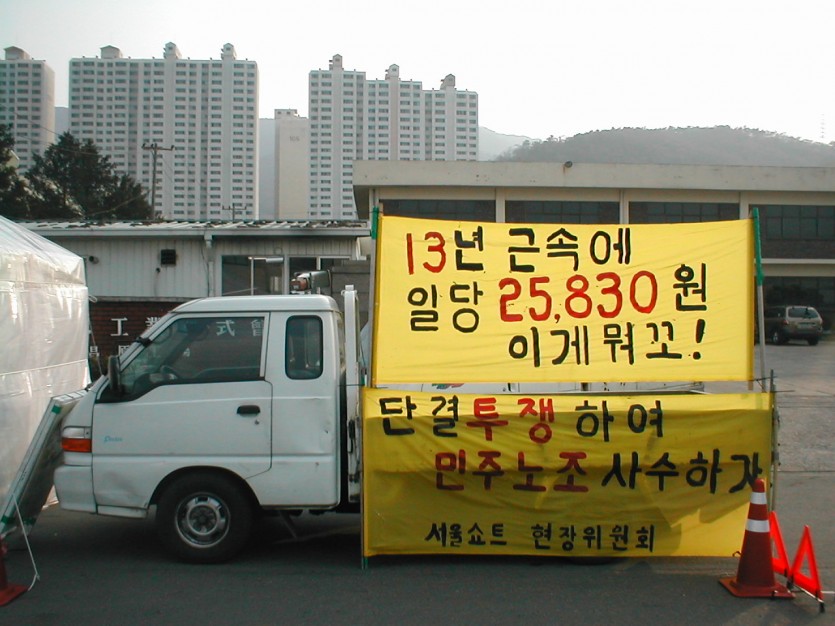 13년 근속에
일당 25,830원
이게 뭐꼬!
단결투쟁하여
민주노조사수하자
서울쇼트 현장위원회